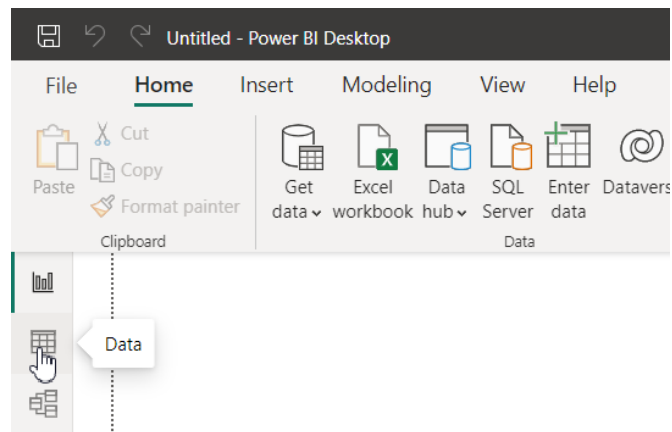 Untitled - Power BI Desktop
File Home Insert Modeling View Help
Paste
Cut
Copy
Format painter
Clipboard
Get data
Excel workbook
Data hub
SQL Server
Enter data
Datavers
Data
Data